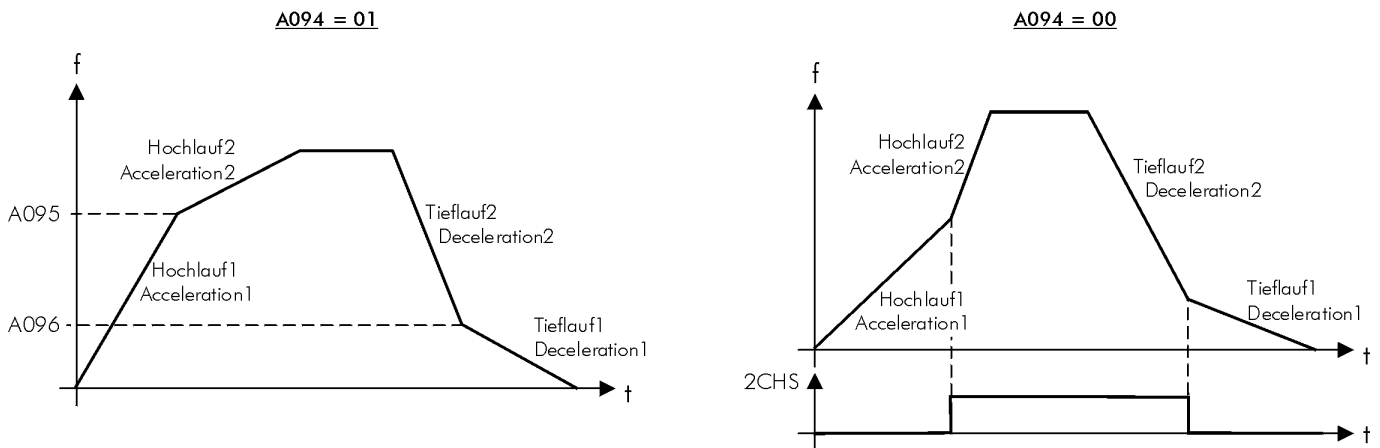 A094 = 01
f
Hochlauf2
Acceleration2
A095
Tieflauf2
Deceleration2
Hochlauf1
Acceleration1
A096
Tieflauf1
Deceleration1
t
A094 = 00
f
Hochlauf2
Acceleration2
Tieflauf2
Deceleration2
Hochlauf1
Acceleration1
Tieflauf1
Deceleration1
t
2CHS
t